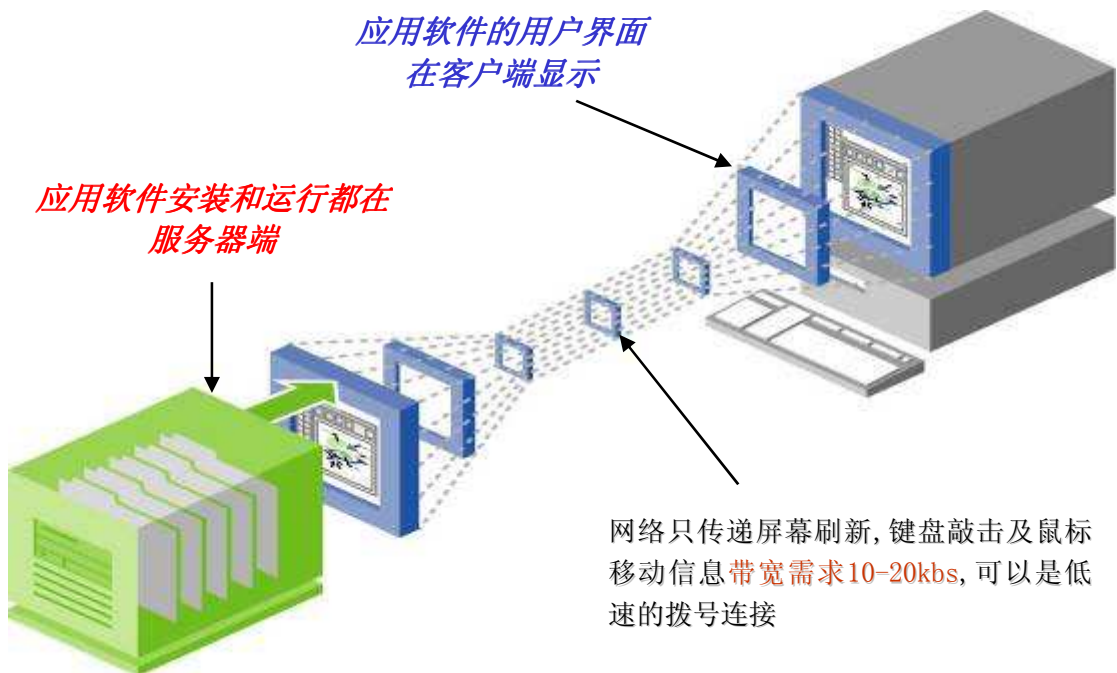 应用软件的用户界面
在客户端显示
应用软件安装和运行都在
服务器端
网络只传递屏幕刷新,键盘敲击及鼠标
移动信息带宽需求10-20kbs,可以是低
速的拨号连接